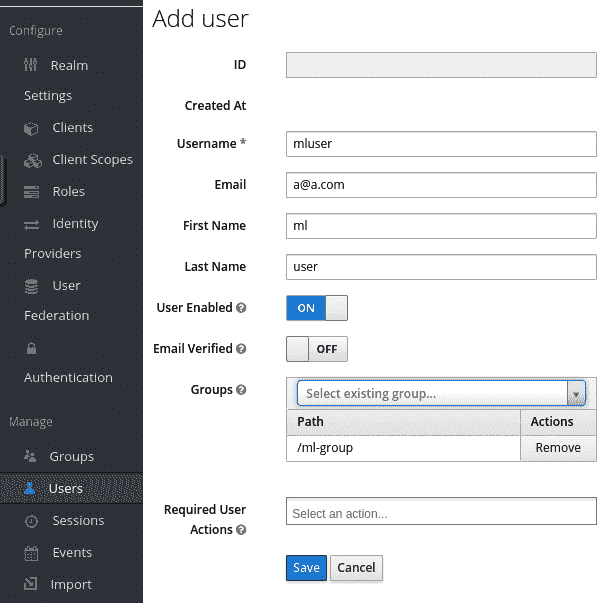 Configure
Realm
Settings
Clients
Client Scopes
Roles
Identity
Providers
User
Federation
Authentication
Manage
Groups
Users
Sessions
Events
Import
Add user
ID
Created At
Username *
mluser
Email
a@a.com
First Name
ml
Last Name
user
User Enabled
ON
Email Verified
OFF
Groups
Select existing group...
Path Actions
/ml-group Remove
Required User
Actions
Select an action...
Save Cancel